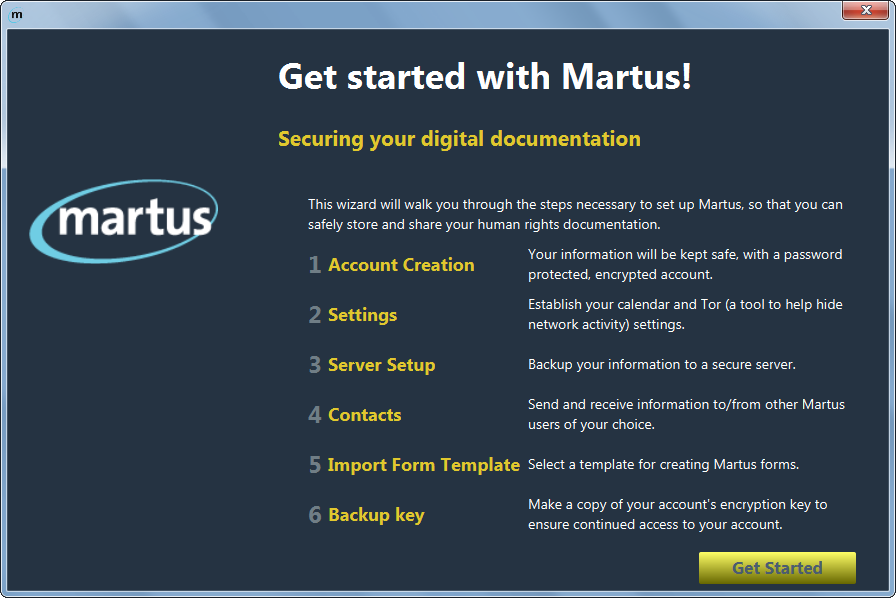 m
Get started with Martus!
Securing your digital documentation
martus
This wizard will walk you through the steps necessary to set up Martus, so that you can
safely store and share your human rights documentation.
1 Account Creation
Your information will be kept safe, with a password
protected, encrypted account.
2 Settings
Establish your calendar and Tor (a tool to help hide
network activity) settings.
3 Server Setup
Backup your information to a secure server.
4 Contacts
Send and receive information to/from other Martus
users of your choice.
5 Import Form Template
Select a template for creating Martus forms.
6 Backup key
Make a copy of your account's encryption key to
ensure continued access to your account.
Get Started